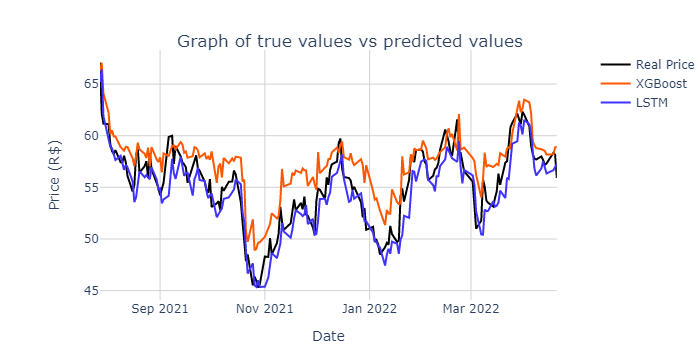 Graph of true values vs predicted values
Real Price
XGBoost
LSTM
Price (R$)
65
60
55
50
45
Sep 2021
Nov 2021
Jan 2022
Mar 2022
Date